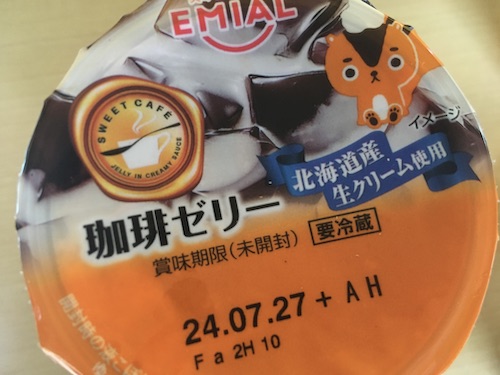 EMIAL
SWEET CAFÉ
JELLY IN CREAMY SAUCE
イメージ
北海道産
生クリーム使用
珈琲ゼリー
賞味期限(未開封) 要冷蔵
24.07.27 + A H
F a 2H 10